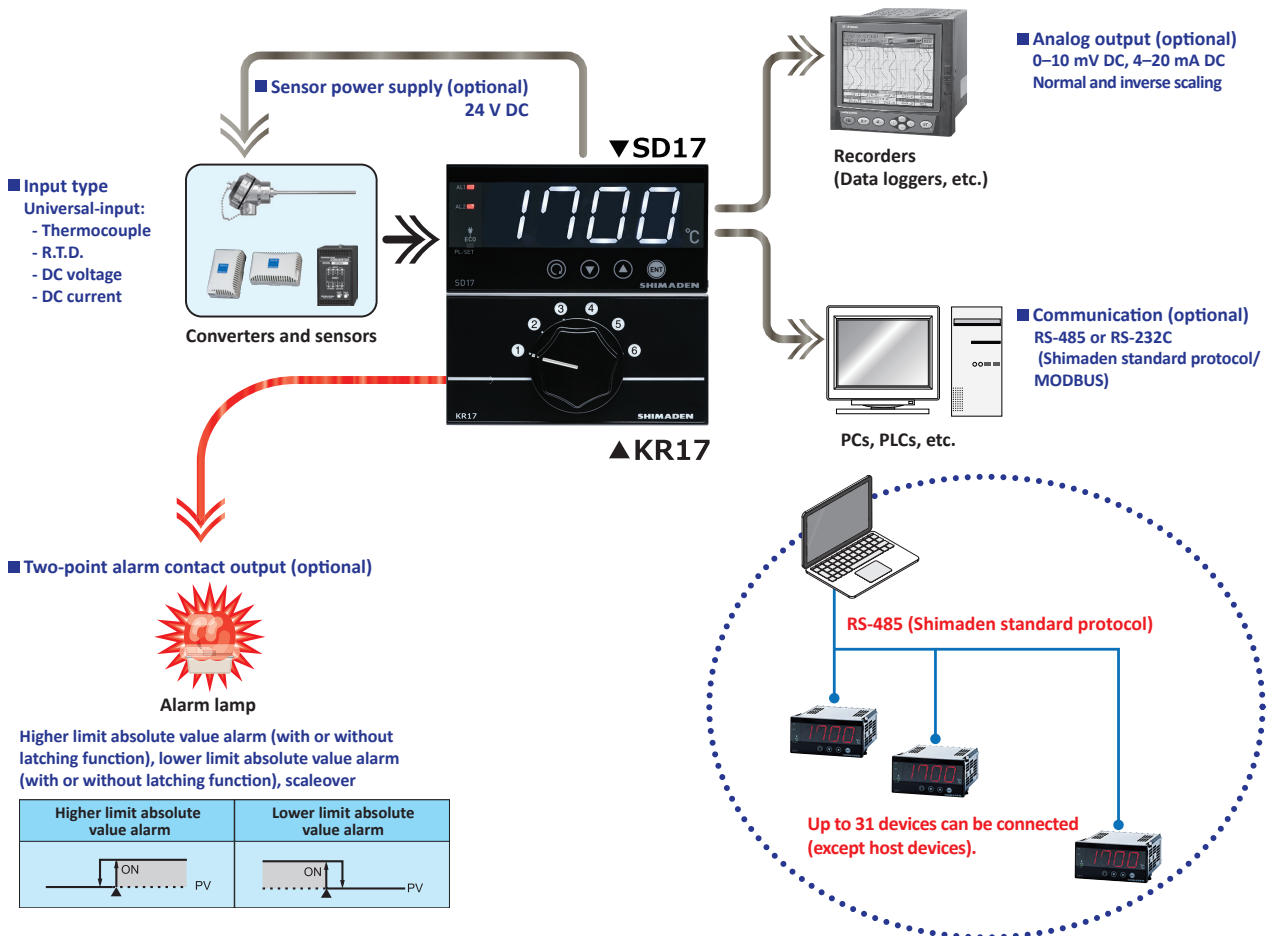 ■ Sensor power supply (optional)
24 V DC
■ Analog output (optional)
0–10 mV DC, 4–20 mA DC
Normal and inverse scaling
Recorders
(Data loggers, etc.)
■ Input type
Universal-input:
- Thermocouple
- R.T.D.
- DC voltage
- DC current
Converters and sensors
▼SD17
AL1
AL2
ECO
PL-SET
1700
°C
ENT
SD17
SHIMADEN
1
2
3
4
5
6
KR17
SHIMADEN
▲KR17
■ Communication (optional)
RS-485 or RS-232C
(Shimaden standard protocol/
MODBUS)
PCs, PLCs, etc.
■ Two-point alarm contact output (optional)
Alarm lamp
Higher limit absolute value alarm (with or without
latching function), lower limit absolute value alarm
(with or without latching function), scaleover
Higher limit absolute
value alarm
Lower limit absolute
value alarm
ON
PV
ON
PV
RS-485 (Shimaden standard protocol)
1700
1700
1700
Up to 31 devices can be connected
(except host devices).